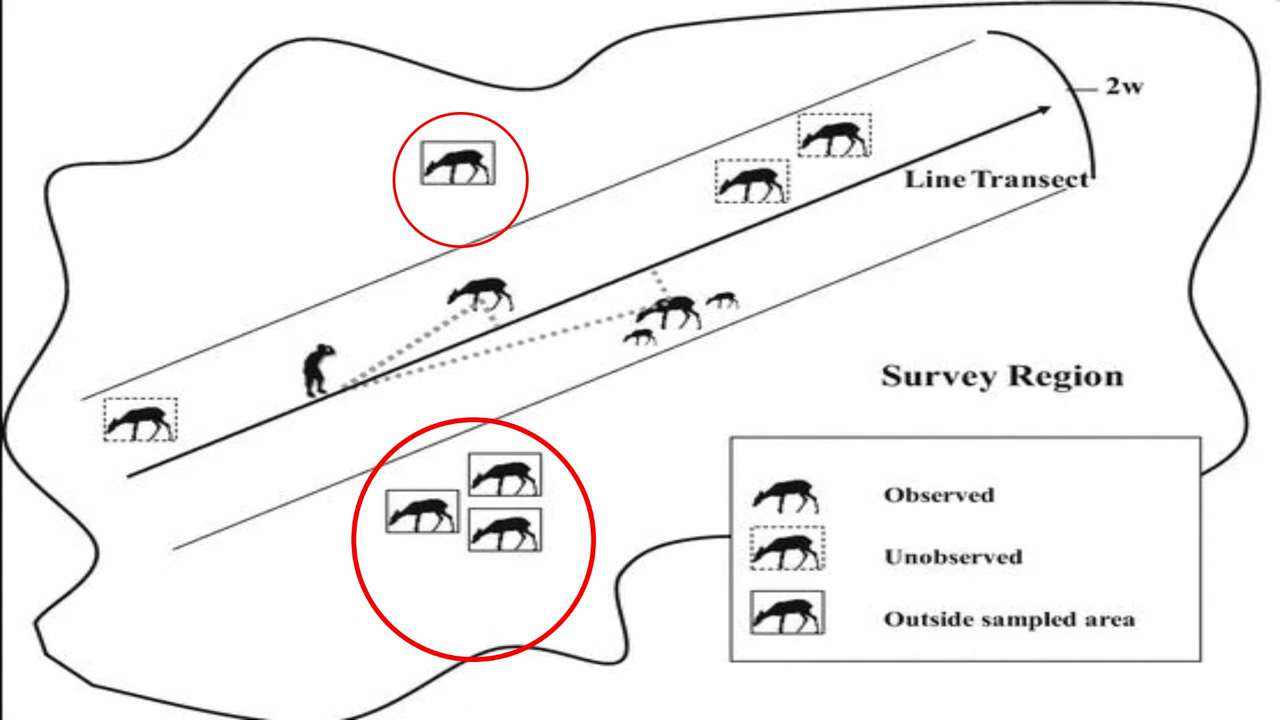 2w
Line Transect
Survey Region
Observed
Unobserved
Outside sampled area